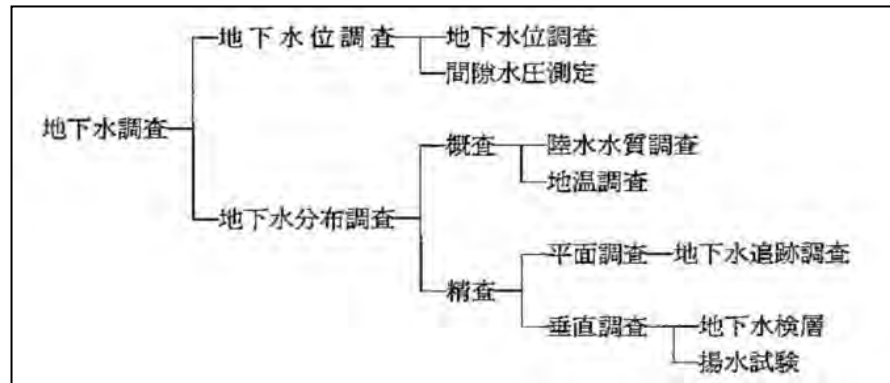 地下水位調査
地下水位調査
間隙水圧測定
地下水調査
概査
陸水水質調査
地温調査
地下水分布調査
平面調査
地下水追跡調査
精査
垂直調査
地下水検層
揚水試験